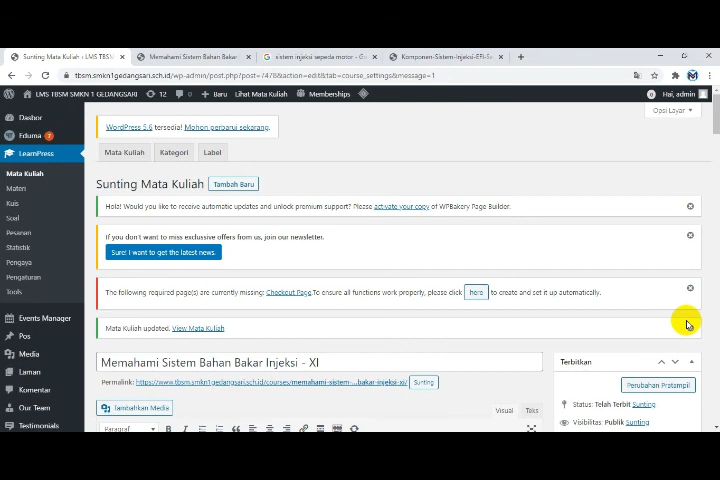 Sunting Mata Kuliah ‹ LMS TBSM
Memahami Sistem Bahan Bakar
sistem injeksi sepeda motor - Go
Komponen-Sistem-Injeksi-EFI-Se
tbsm.smkn1gedangsari.sch.id/wp-admin/post.php?post=7478&action=edit&tab=course_settings&message=1
LMS TBSM SMKN 1 GEDANGSARI
12
0
Baru
Lihat Mata Kuliah
Memberships
0
Hai, admin
Opsi Layar
Dasbor
Eduma 7
LearnPress
Mata Kuliah
Materi
Kuis
Soal
Pesanan
Statistik
Pengaya
Pengaturan
Tools
Events Manager
Pos
Media
Laman
Komentar
Our Team
Testimonials
WordPress 5.6 tersedia! Mohon perbarui sekarang.
Mata Kuliah
Kategori
Label
Sunting Mata Kuliah
Tambah Baru
Hola! Would you like to receive automatic updates and unlock premium support? Please activate your copy of WPBakery Page Builder.
If you don't want to miss exclusive offers from us, join our newsletter.
Sure! I want to get the latest news.
The following required page(s) are currently missing: Checkout Page.To ensure all functions work properly, please click here to create and set it up automatically.
Mata Kuliah updated. View Mata Kuliah
Memahami Sistem Bahan Bakar Injeksi - XI
Permalink: https://www.tbsm.smkn1gedangsari.sch.id/courses/memahami-sistem-...bakar-injeksi-xi/ Sunting
Tambahkan Media
Visual
Teks
Paragraf
B I
Terbitkan
Perubahan Pratampil
Status: Telah Terbit Sunting
Visibilitas: Publik Sunting